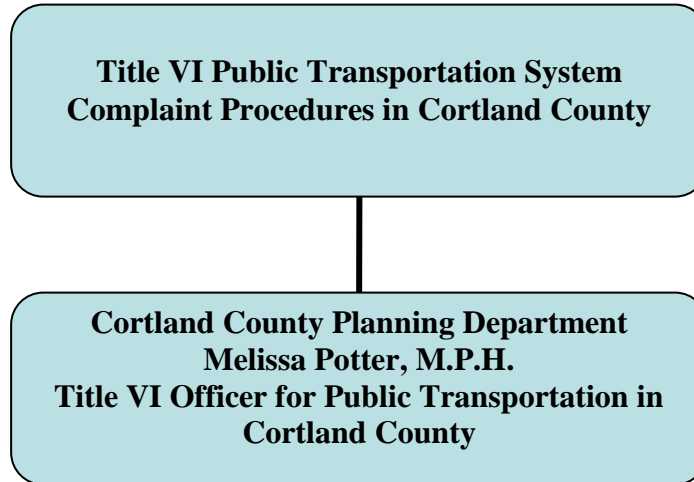 Title VI Public Transportation System
Complaint Procedures in Cortland County
Cortland County Planning Department
Melissa Potter, M.P.H.
Title VI Officer for Public Transportation in
Cortland County